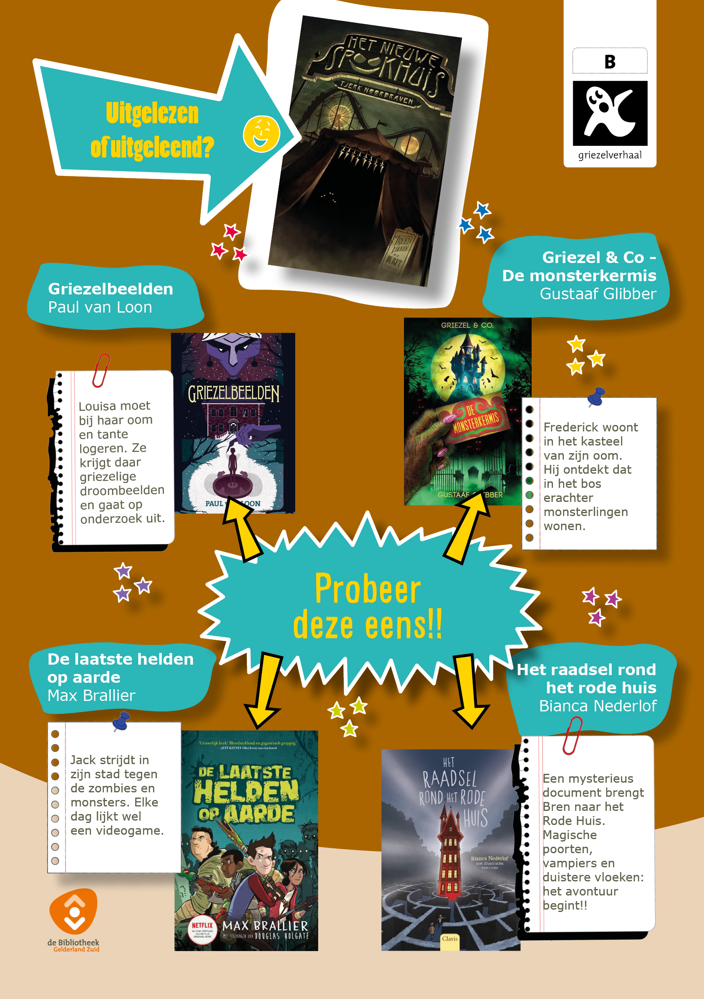 HET NIEUWE
SPOOKHUIS
TJERK NOORDRAVEN
TREED
BINNEN
als je
DURFT
B
griezelverhaal
Uitgelezen
of uitgeleend?
Griezelbeelden
Paul van Loon
Griezel & Co -
De monsterkermis
Gustaaf Glibber
GRIEZELBEELDEN
PAUL LOON
GRIEZEL & CO.
DE
MONSTERKERMIS
GUSTAAF
Louisa moet
bij haar oom
en tante
logeren. Ze
krijgt daar
griezelige
droombeelden
en gaat op
onderzoek uit.
Frederick woont
in het kasteel
van zijn oom.
Hij ontdekt dat
in het bos
erachter
monsterlingen
wonen.
Probeer
deze eens!!
De laatste helden
op aarde
Max Brallier
Het raadsel rond
het rode huis
Bianca Nederlof
Jack strijdt in
zijn stad tegen
de zombies en
monsters. Elke
dag lijkt wel
een videogame.
'Gruwelijk leuk! Bloedstollend en gigantisch grappig.'
– JEFF KINNEY (Het leven van een loser)
DE LAATSTE
HELDEN
OP AARDE
NETFLIX
NU OOK VERFILMD
ALS NETFLIX
ORIGINAL-SERIE
MAX BRALLIER
MET TEKENINGEN VAN DOUGLAS HOLGATE
HET
RAADSEL
ROND HET RODE
HUIS
Bianca Nederlof
met illustraties
van Corz
Clavis
Een mysterieus
document brengt
Bren naar het
Rode Huis.
Magische
poorten,
vampiers en
duistere vloeken:
het avontuur
begint!!
de Bibliotheek
Gelderland Zuid